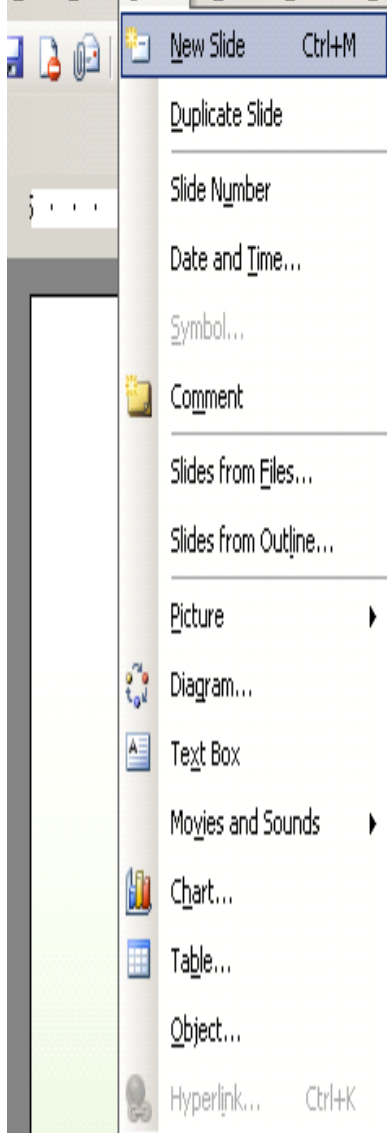 New Slide Ctrl+M
Duplicate Slide
Slide Number
Date and Time...
Symbol...
Comment
Slides from Files...
Slides from Outline...
Picture
Diagram...
Text Box
Movies and Sounds
Chart...
Table...
Object...
Hyperlink... Ctrl+K